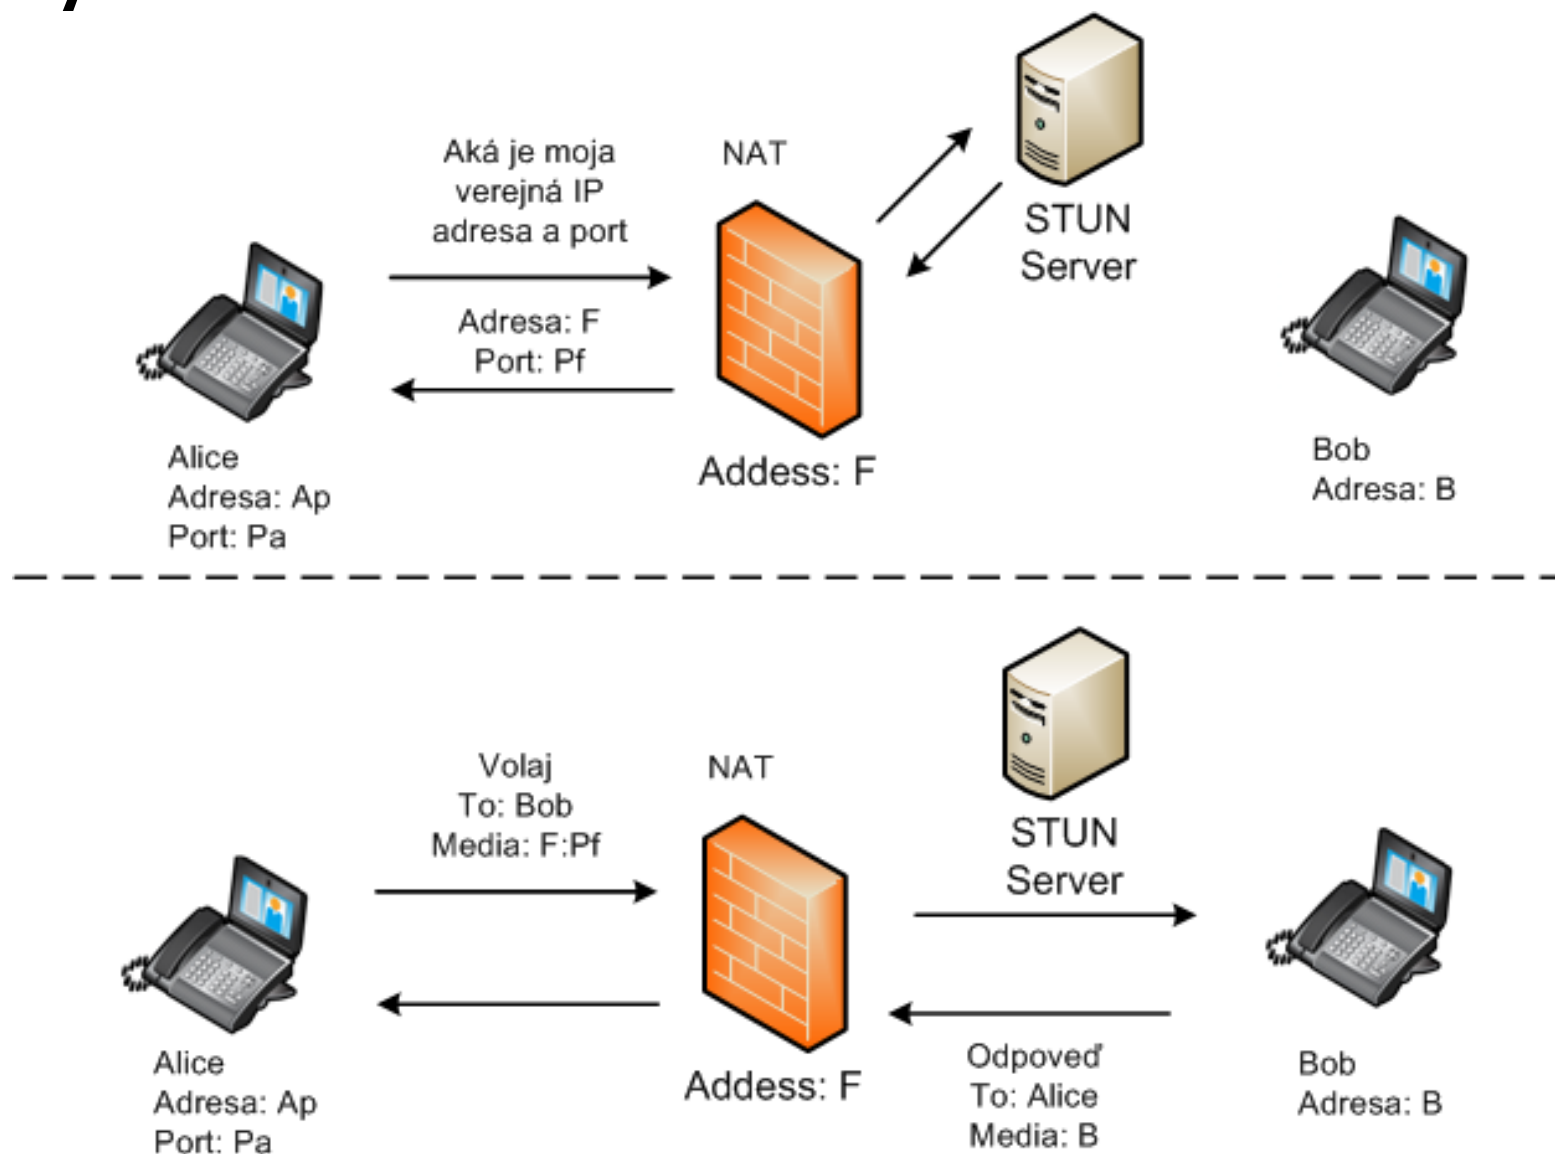 Aká je moja
verejná IP
adresa a port
NAT
STUN
Server
Adresa: F
Port: Pf
Alice
Adresa: Ap
Port: Pa
Addess: F
Bob
Adresa: B
Volaj
To: Bob
Media: F:Pf
NAT
STUN
Server
Alice
Adresa: Ap
Port: Pa
Addess: F
Odpoveď
To: Alice
Media: B
Bob
Adresa: B